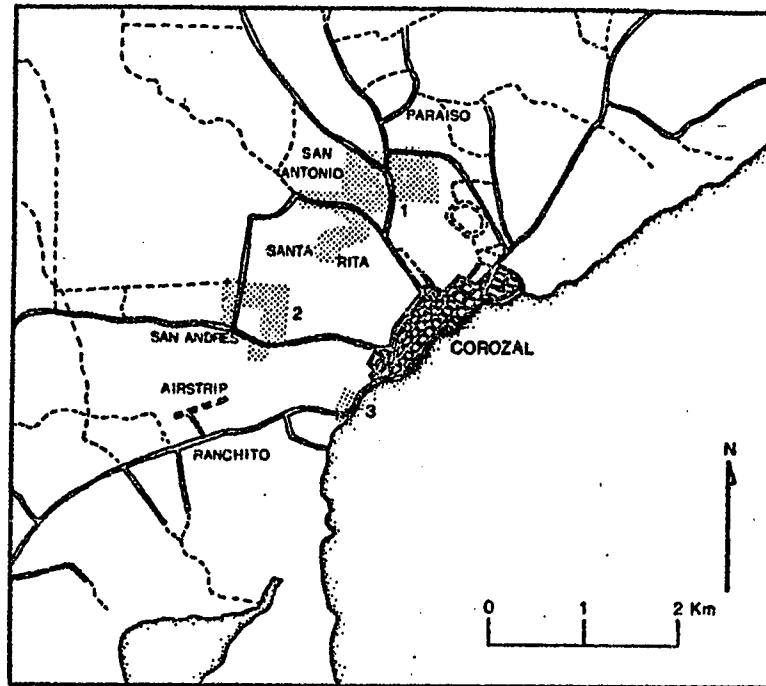 PARAISO
SAN
ANTONIO
1
SANTA RITA
2
SAN ANDRES
COROZAL
AIRSTRIP
3
RANCHITO
N
0 1 2 Km